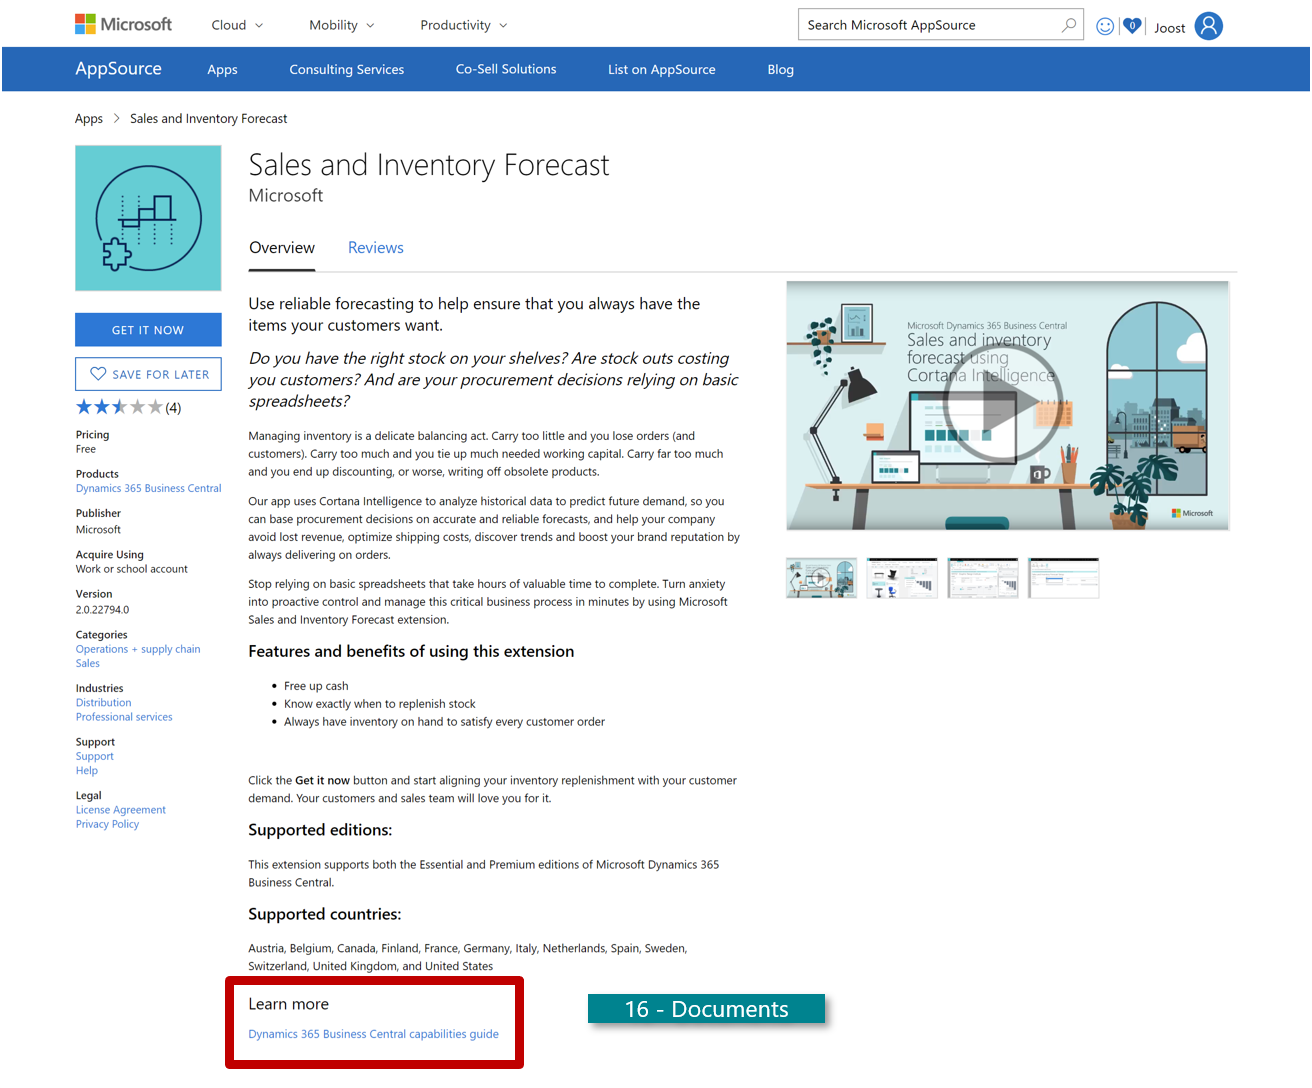 Microsoft
Cloud
Mobility
Productivity
Search Microsoft AppSource
0
Joost
AppSource
Apps
Consulting Services
Co-Sell Solutions
List on AppSource
Blog
Apps > Sales and Inventory Forecast
Sales and Inventory Forecast
Microsoft
Overview
Reviews
GET IT NOW
SAVE FOR LATER
(4)
Pricing
Free
Products
Dynamics 365 Business Central
Publisher
Microsoft
Acquire Using
Work or school account
Version
2.0.22794.0
Categories
Operations + supply chain
Sales
Industries
Distribution
Professional services
Support
Support
Help
Legal
License Agreement
Privacy Policy
Use reliable forecasting to help ensure that you always have the
items your customers want.
Do you have the right stock on your shelves? Are stock outs costing
you customers? And are your procurement decisions relying on basic
spreadsheets?
Managing inventory is a delicate balancing act. Carry too little and you lose orders (and
customers). Carry too much and you tie up much needed working capital. Carry far too much
and you end up discounting, or worse, writing off obsolete products.
Our app uses Cortana Intelligence to analyze historical data to predict future demand, so you
can base procurement decisions on accurate and reliable forecasts, and help your company
avoid lost revenue, optimize shipping costs, discover trends and boost your brand reputation by
always delivering on orders.
Stop relying on basic spreadsheets that take hours of valuable time to complete. Turn anxiety
into proactive control and manage this critical business process in minutes by using Microsoft
Sales and Inventory Forecast extension.
Features and benefits of using this extension
• Free up cash
• Know exactly when to replenish stock
• Always have inventory on hand to satisfy every customer order
Click the Get it now button and start aligning your inventory replenishment with your customer
demand. Your customers and sales team will love you for it.
Supported editions:
This extension supports both the Essential and Premium editions of Microsoft Dynamics 365
Business Central.
Supported countries:
Austria, Belgium, Canada, Finland, France, Germany, Italy, Netherlands, Spain, Sweden,
Switzerland, United Kingdom, and United States
Learn more
Dynamics 365 Business Central capabilities guide
Microsoft Dynamics 365 Business Central
Sales and inventory
forecast using
Cortana Intelligence
Microsoft
16 - Documents